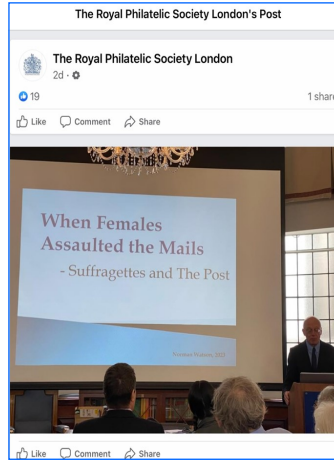 The Royal Philatelic Society London's Post
The Royal Philatelic Society London
2d ·
19
1 share
Like Comment Share
When Females
Assaulted the Mails
- Suffragettes and The Post
Like Comment Share